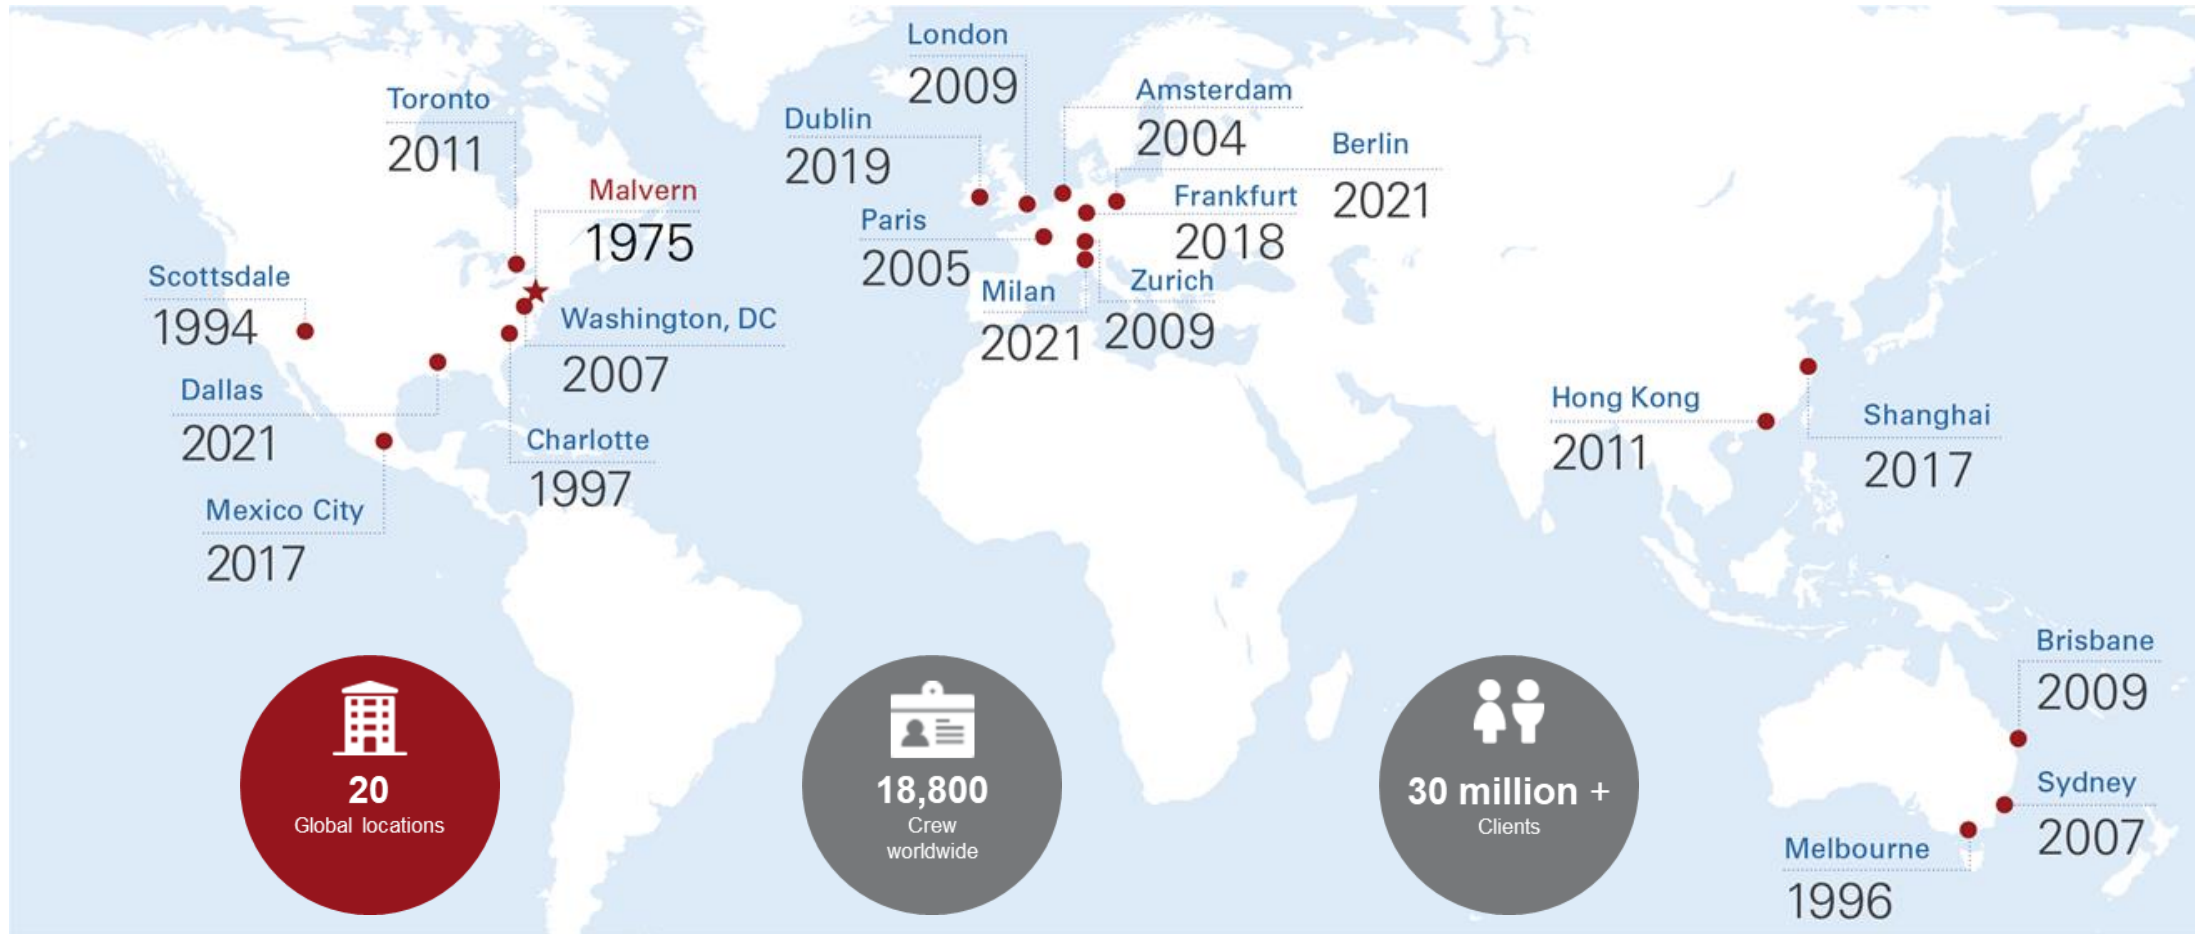 London
2009
Amsterdam
2004
Toronto
2011
Dublin
2019
Berlin
2021
Malvern
1975
Frankfurt
2018
Paris
2005
Scottsdale
1994
Milan
2021
Zurich
2009
Washington, DC
2007
Dallas
2021
Charlotte
1997
Hong Kong
2011
Shanghai
2017
Mexico City
2017
Brisbane
2009
Sydney
2007
Melbourne
1996
20
Global locations
18,800
Crew
worldwide
30 million +
Clients